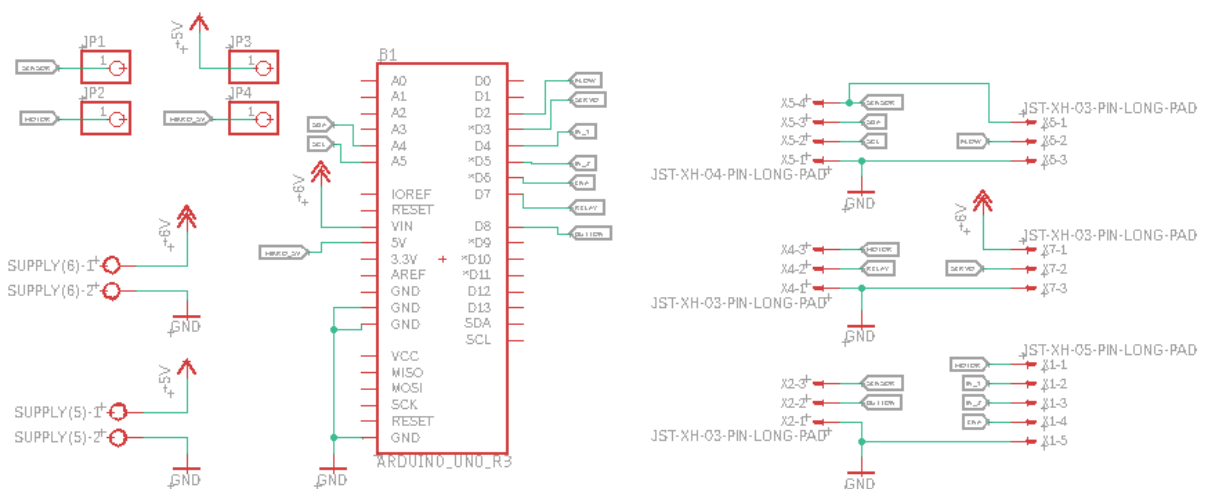 JP1
1
SENSOR
JP2
1
MOTOR
+5V
JP3
1
JP4
1
HARD_5V
+6V
SUPPLY(6)-1
SUPPLY(6)-2
GND
+5V
SUPPLY(5)-1
SUPPLY(5)-2
GND
B1
A0
A1
A2
A3
A4
A5
IOREF
RESET
VIN
5V
3.3V
AREF
GND
GND
GND
VCC
MISO
MOSI
SCK
RESET
GND
D0
D1
D2
*D3
D4
*D5
*D6
D7
D8
*D9
*D10
*D11
D12
D13
SDA
SCL
ARDUINO_UNO_R3
SDA
SCL
+6V
GND
FLOW
SERVO
IN_1
IN_2
ENA
RELAY
BUTTON
X5-4
X5-3
X5-2
X5-1
SENSOR
SDA
SCL
JST-XH-04-PIN-LONG-PAD
GND
JST-XH-03-PIN-LONG-PAD
X6-1
FLOW
X6-2
X6-3
X4-3
X4-2
X4-1
MOTOR
RELAY
JST-XH-03-PIN-LONG-PAD
GND
+6V
JST-XH-03-PIN-LONG-PAD
X7-1
SERVO
X7-2
X7-3
X2-3
X2-2
X2-1
SENSOR
BUTTON
JST-XH-03-PIN-LONG-PAD
GND
JST-XH-05-PIN-LONG-PAD
MOTOR
X1-1
IN_1
X1-2
IN_2
X1-3
ENA
X1-4
X1-5